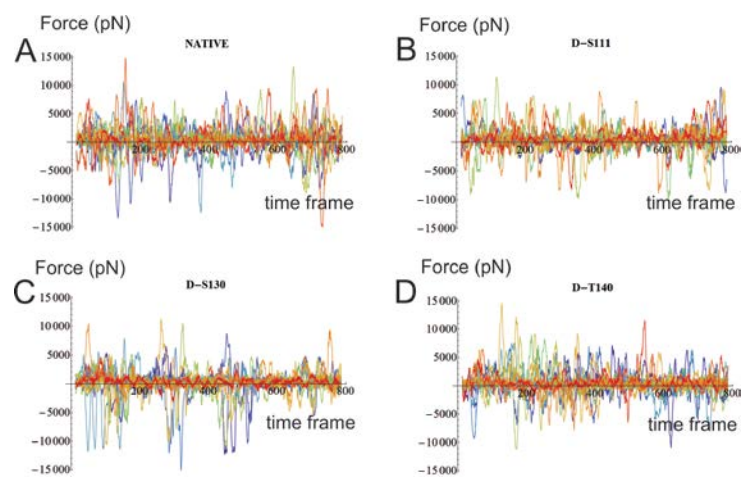 Force (pN)
A
NATIVE
15000
10000
5000
-5000
-10000
-15000
200
400
600
800
time frame
Force (pN)
B
D-S111
15000
10000
5000
-5000
-10000
-15000
200
400
600
800
time frame
Force (pN)
C
D-S130
15000
10000
5000
-5000
-10000
-15000
200
400
600
800
time frame
Force (pN)
D
D-T140
15000
10000
5000
-5000
-10000
-15000
200
400
600
800
time frame